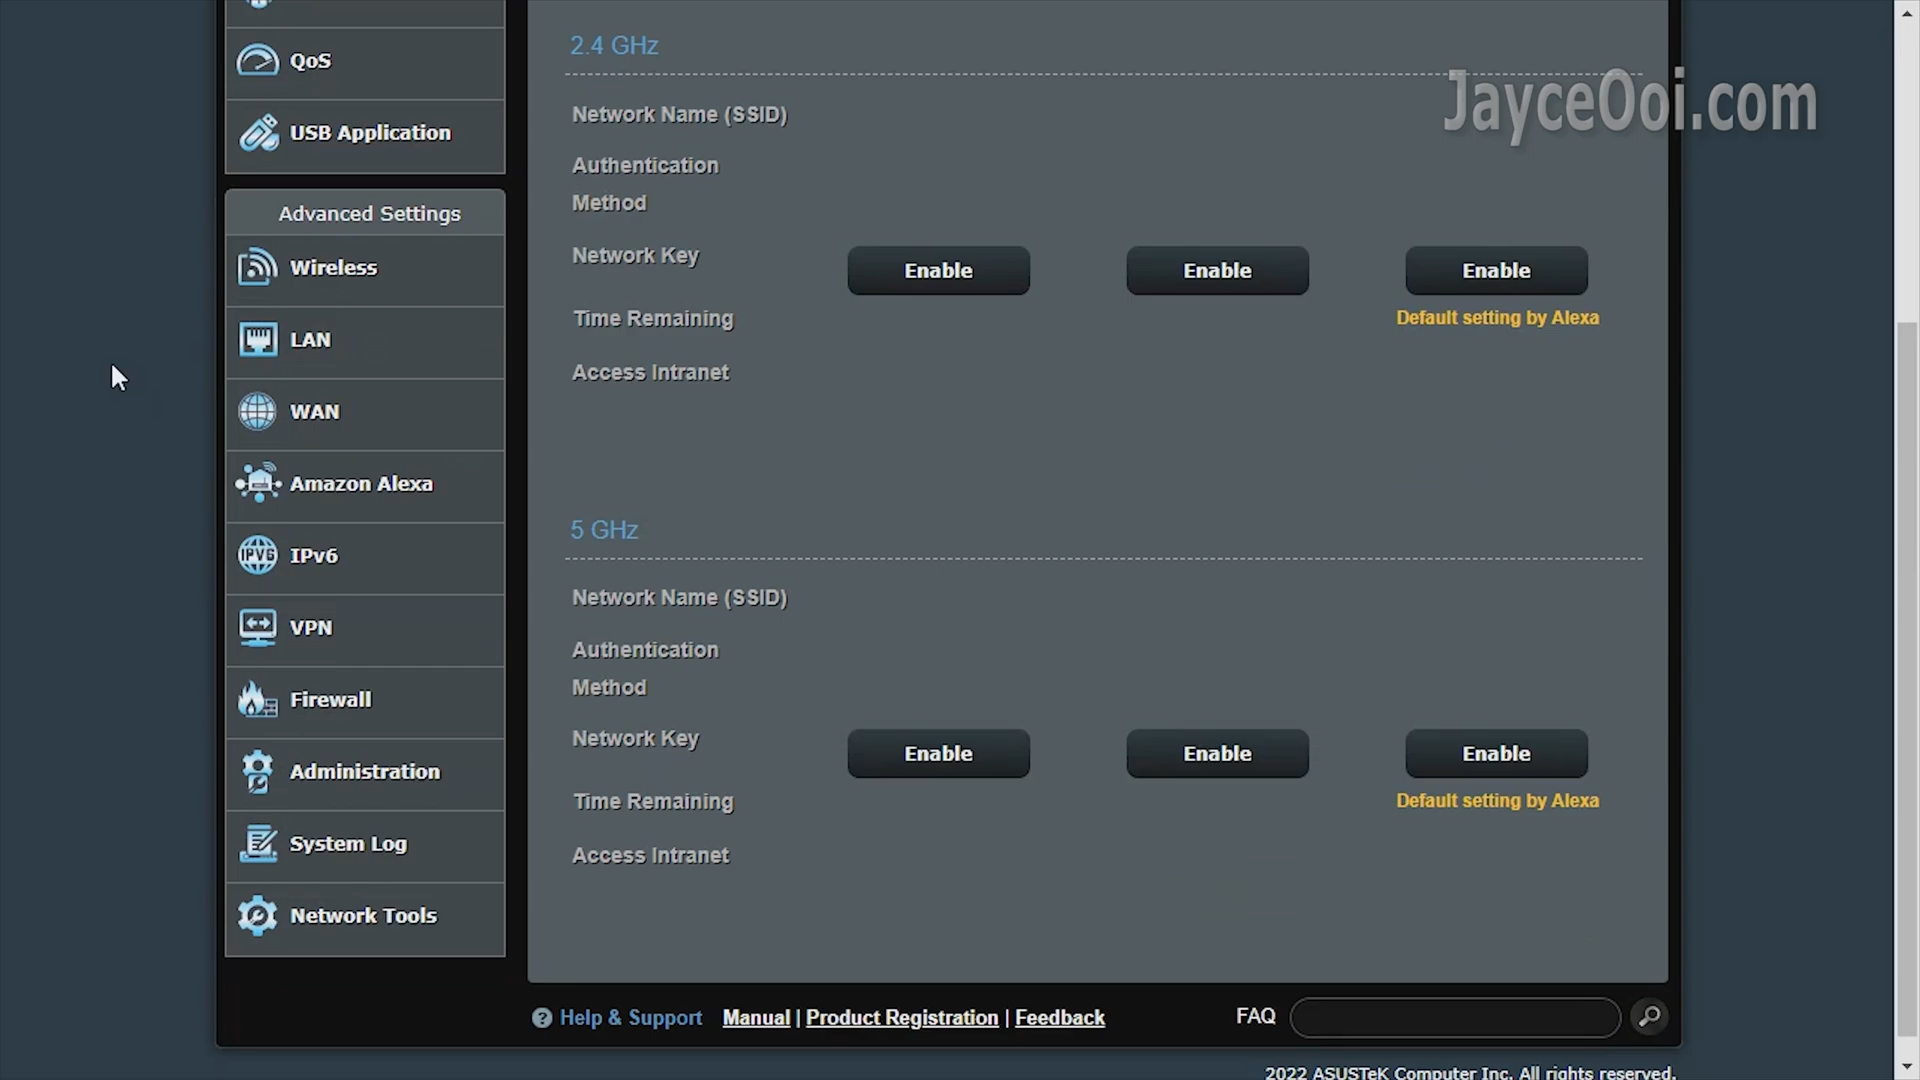 QoS
USB Application
Advanced Settings
Wireless
LAN
WAN
Amazon Alexa
IPv6
IPV6
VPN
Firewall
Administration
System Log
Network Tools
2.4 GHz
JayceOoi.com
Network Name (SSID)
Authentication
Method
Network Key
Enable Enable Enable
Time Remaining
Default setting by Alexa
Access Intranet
5 GHz
Network Name (SSID)
Authentication
Method
Network Key
Enable Enable Enable
Time Remaining
Default setting by Alexa
Access Intranet
? Help & Support Manual | Product Registration | Feedback FAQ
2022 ASUSTeK Computer Inc. All rights reserved.